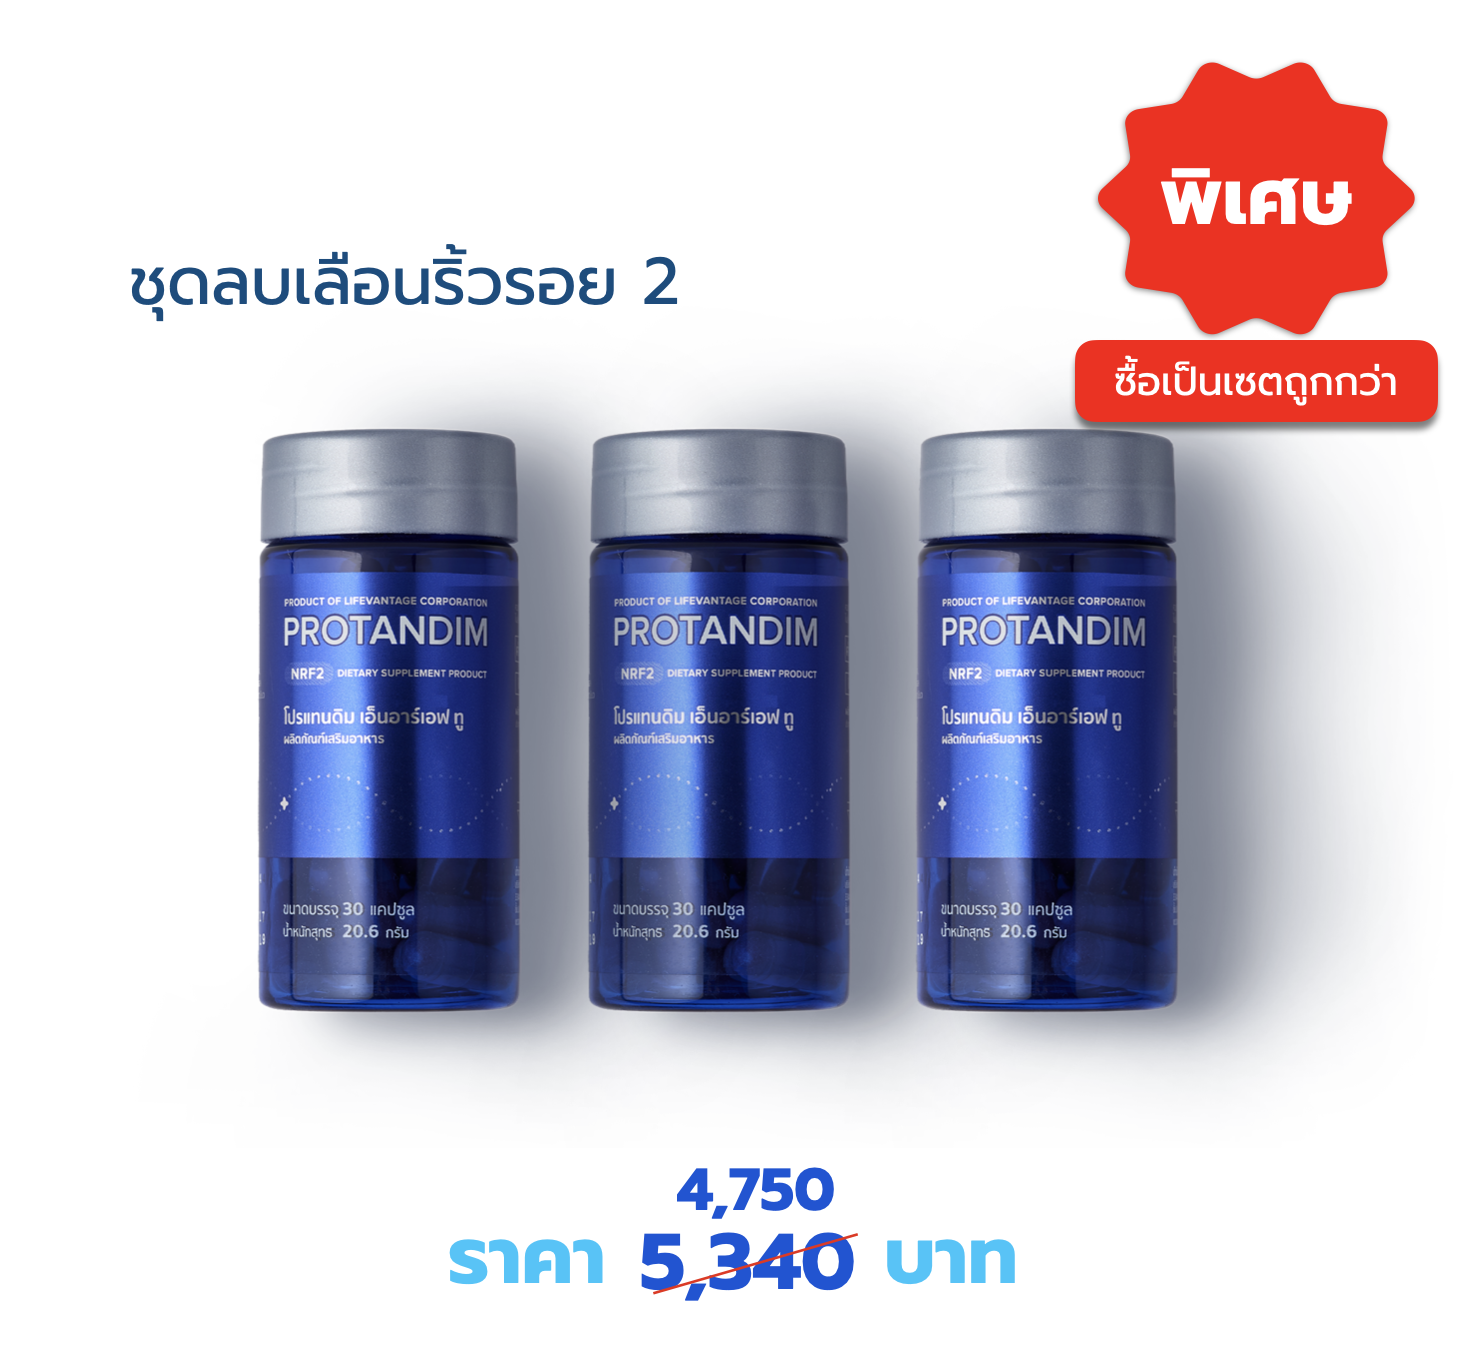 พิเศษ
ชุดลบเลือนริ้วรอย 2
ซื้อเป็นเซตถูกกว่า
PRODUCT OF LIFEVANTAGE CORPORATION
PROTANDIM
NRF2 DIETARY SUPPLEMENT PRODUCT
โปรแทนดิม เอ็นอาร์เอฟ ทู
ผลิตภัณฑ์เสริมอาหาร
ขนาดบรรจุ 30 แคปซูล
น้ำหนักสุทธิ 20.6 กรัม
PRODUCT OF LIFEVANTAGE CORPORATION
PROTANDIM
NRF2 DIETARY SUPPLEMENT PRODUCT
โปรแทนดิม เอ็นอาร์เอฟ ทู
ผลิตภัณฑ์เสริมอาหาร
ขนาดบรรจุ 30 แคปซูล
น้ำหนักสุทธิ 20.6 กรัม
PRODUCT OF LIFEVANTAGE CORPORATION
PROTANDIM
NRF2 DIETARY SUPPLEMENT PRODUCT
โปรแทนดิม เอ็นอาร์เอฟ ทู
ผลิตภัณฑ์เสริมอาหาร
ขนาดบรรจุ 30 แคปซูล
น้ำหนักสุทธิ 20.6 กรัม
4,750
ราคา 5,340 บาท